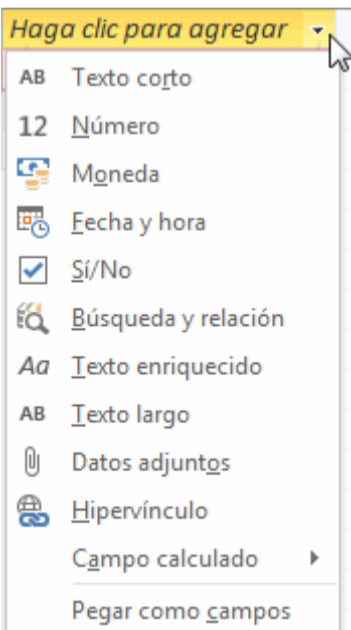 Haga clic para agregar
AB Texto corto
12 Número
Moneda
Fecha y hora
Sí/No
Búsqueda y relación
Aa Texto enriquecido
AB Texto largo
Datos adjuntos
Hipervínculo
Campo calculado
Pegar como campos